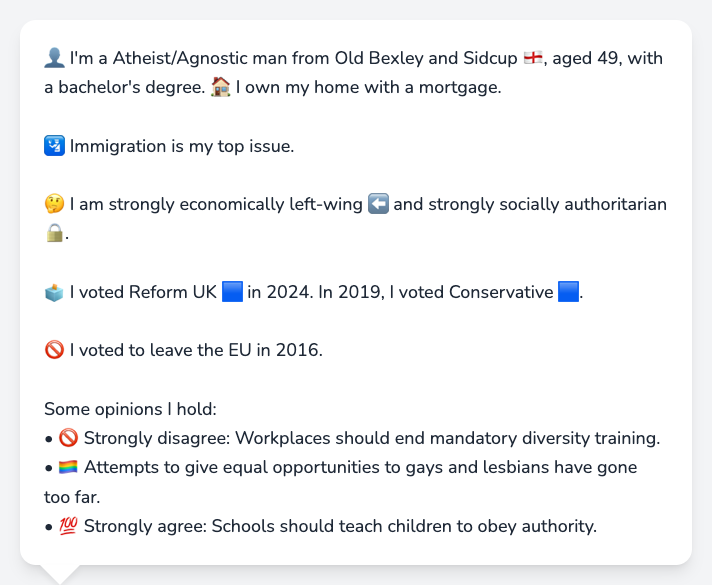 👤 I'm a Atheist/Agnostic man from Old Bexley and Sidcup 🏴󠁧󠁢󠁥󠁮󠁧󠁿, aged 49, with
a bachelor's degree. 🏠 I own my home with a mortgage.
🛂 Immigration is my top issue.
🤔 I am strongly economically left-wing ⬅️ and strongly socially authoritarian
🔒.
🗳️ I voted Reform UK 🟦 in 2024. In 2019, I voted Conservative 🟦.
🚫 I voted to leave the EU in 2016.
Some opinions I hold:
• 🚫 Strongly disagree: Workplaces should end mandatory diversity training.
• 🏳️‍🌈 Attempts to give equal opportunities to gays and lesbians have gone
too far.
• 💯 Strongly agree: Schools should teach children to obey authority.